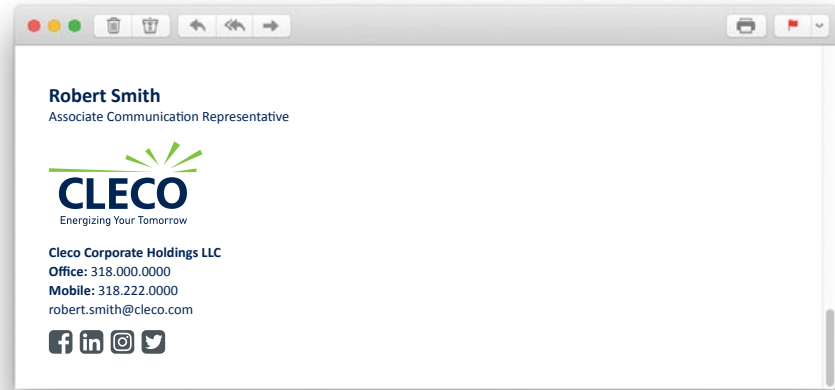 Robert Smith
Associate Communication Representative
CLECO
Energizing Your Tomorrow
Cleco Corporate Holdings LLC
Office: 318.000.0000
Mobile: 318.222.0000
robert.smith@cleco.com